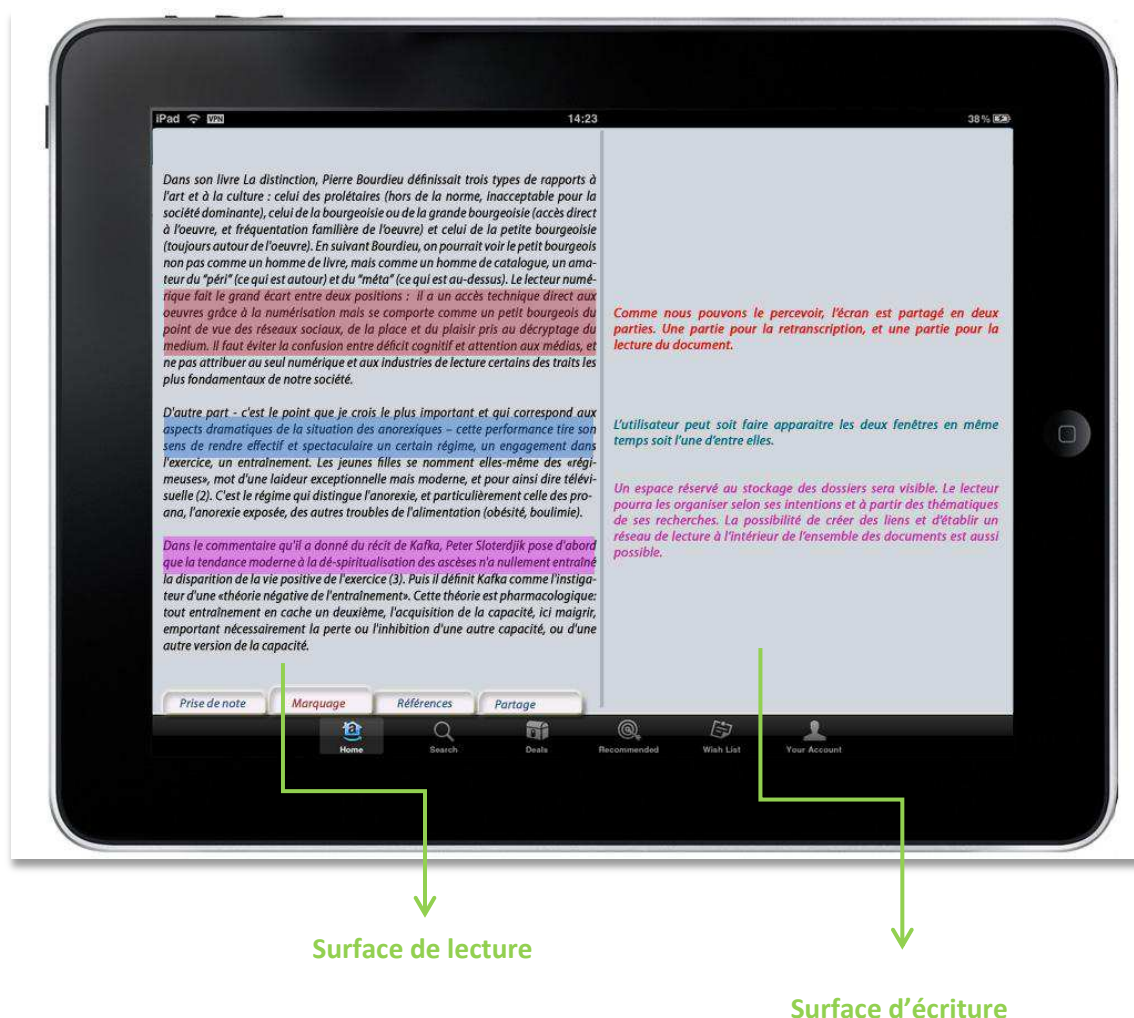 iPad VPN 14:23 38 %
Dans son livre La distinction, Pierre Bourdieu définissait trois types de rapports à
l'art et à la culture : celui des prolétaires (hors de la norme, inacceptable pour la
société dominante), celui de la bourgeoisie ou de la grande bourgeoisie (accès direct
à l'oeuvre, et fréquentation familière de l'oeuvre) et celui de la petite bourgeoisie
(toujours autour de l'oeuvre). En suivant Bourdieu, on pourrait voir le petit bourgeois
non pas comme un homme de livre, mais comme un homme de catalogue, un ama-
teur du "péri" (ce qui est autour) et du "méta" (ce qui est au-dessus). Le lecteur numé-
rique fait le grand écart entre deux positions : il a un accès technique direct aux
oeuvres grâce à la numérisation mais se comporte comme un petit bourgeois du
point de vue des réseaux sociaux, de la place et du plaisir pris au décryptage du
medium. Il faut éviter la confusion entre déficit cognitif et attention aux médias, et
ne pas attribuer au seul numérique et aux industries de lecture certains des traits les
plus fondamentaux de notre société.
D'autre part - c'est le point que je crois le plus important et qui correspond aux
aspects dramatiques de la situation des anorexiques – cette performance tire son
sens de rendre effectif et spectaculaire un certain régime, un engagement dans
l'exercice, un entraînement. Les jeunes filles se nomment elles-même des «régi-
meuses», mot d'une laideur exceptionnelle mais moderne, et pour ainsi dire télévi-
suelle (2). C'est le régime qui distingue l'anorexie, et particulièrement celle des pro-
ana, l'anorexie exposée, des autres troubles de l'alimentation (obésité, boulimie).
Dans le commentaire qu'il a donné du récit de Kafka, Peter Sloterdjik pose d'abord
que la tendance moderne à la dé-spiritualisation des ascèses n'a nullement entraîné
la disparition de la vie positive de l'exercice (3). Puis il définit Kafka comme l'instiga-
teur d'une «théorie négative de l'entraînement». Cette théorie est pharmacologique:
tout entraînement en cache un deuxième, l'acquisition de la capacité, ici maigrir,
emportant nécessairement la perte ou l'inhibition d'une autre capacité, ou d'une
autre version de la capacité.
Comme nous pouvons le percevoir, l'écran est partagé en deux
parties. Une partie pour la retranscription, et une partie pour la
lecture du document.
L'utilisateur peut soit faire apparaitre les deux fenêtres en même
temps soit l'une d'entre elles.
Un espace réservé au stockage des dossiers sera visible. Le lecteur
pourra les organiser selon ses intentions et à partir des thématiques
de ses recherches. La possibilité de créer des liens et d'établir un
réseau de lecture à l'intérieur de l'ensemble des documents est aussi
possible.
Prise de note Marquage Références Partage
Home Search Deals Recommended Wish List Your Account
Surface de lecture
Surface d'écriture